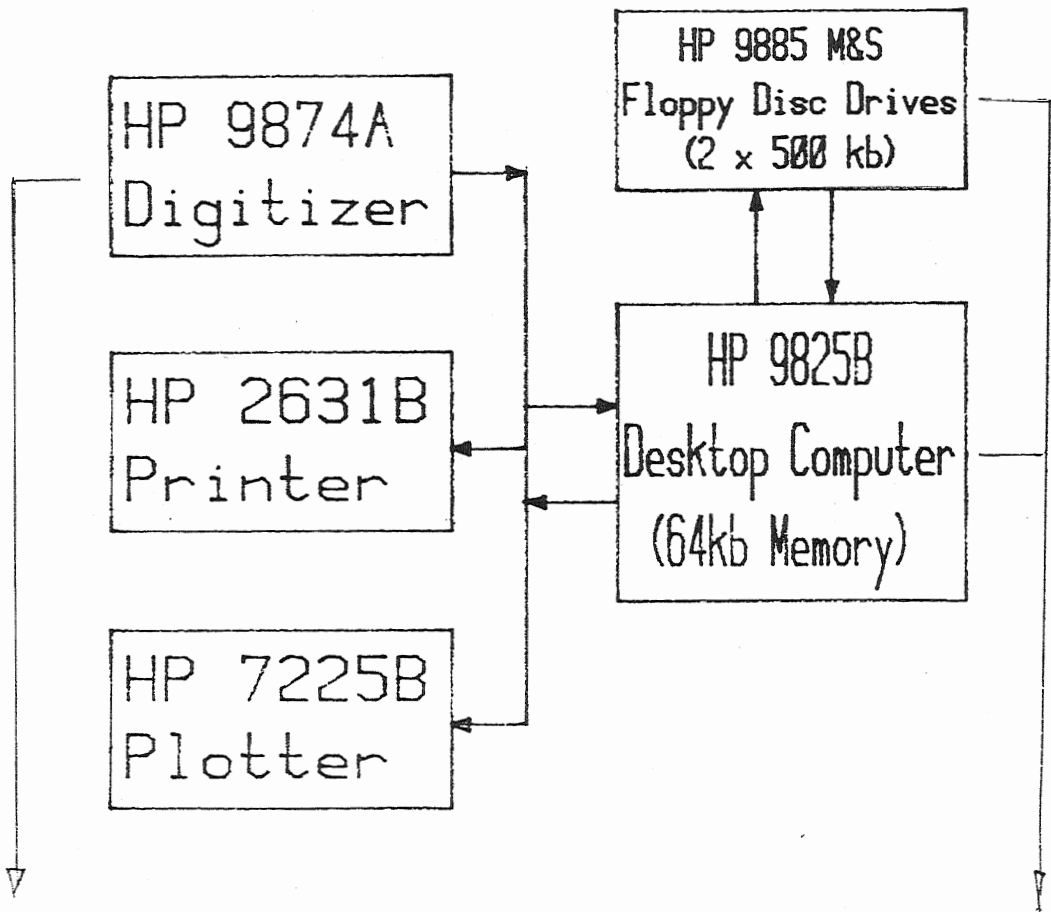 HP 9885 M&S
Floppy Disc Drives
(2 x 500 kb)
HP 9874A
Digitizer
HP 9825B
Desktop Computer
(64kb Memory)
HP 2631B
Printer
HP 7225B
Plotter